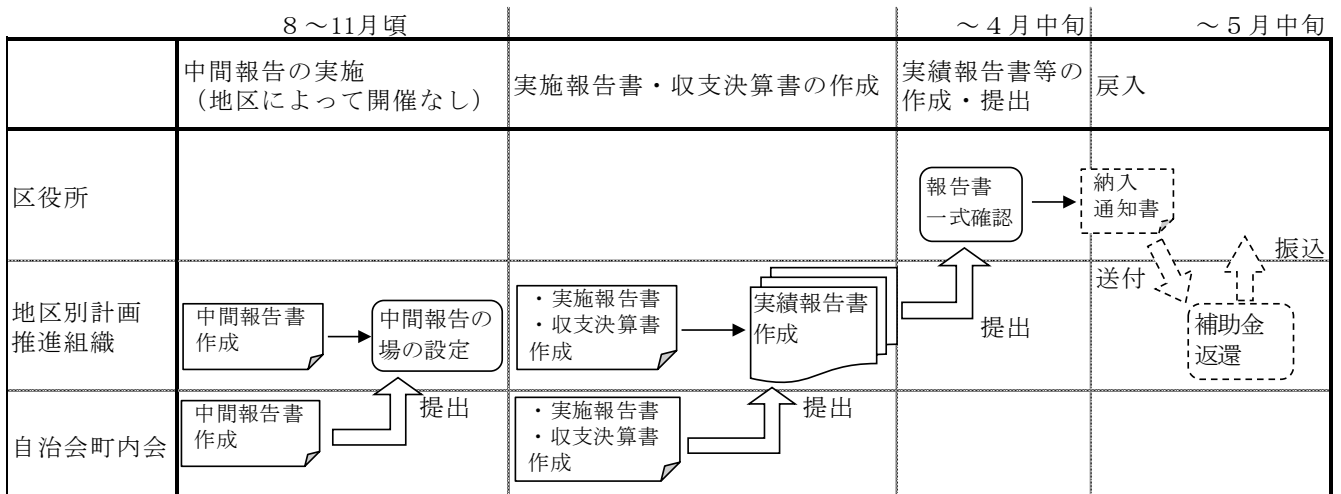 ８～11月頃
～４月中旬
～５月中旬
中間報告の実施
（地区によって開催なし）
実施報告書・収支決算書の作成
実績報告書等の
作成・提出
戻入
区役所
報告書
一式確認
納入
通知書
振込
地区別計画
推進組織
中間報告書
作成
中間報告の
場の設定
・実施報告書
・収支決算書
作成
実績報告書
作成
提出
送付
補助金
返還
自治会町内会
中間報告書
作成
提出
・実施報告書
・収支決算書
作成
提出